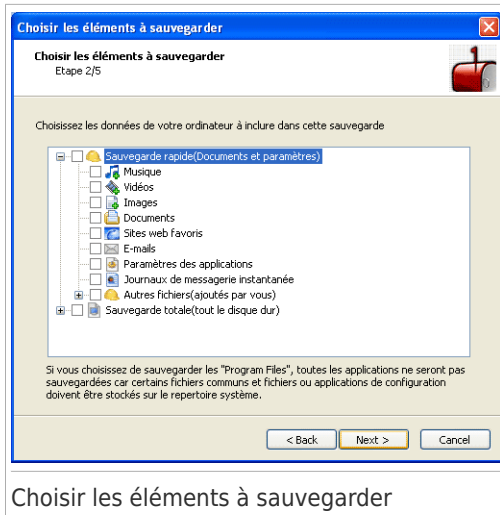 Choisir les éléments à sauvegarder
Choisir les éléments à sauvegarder
Etape 2/5
Choisissez les données de votre ordinateur à inclure dans cette sauvegarde
Sauvegarde rapide(Documents et paramètres)
Musique
Vidéos
Images
Documents
Sites web favoris
E-mails
Paramètres des applications
Journaux de messagerie instantanée
Autres fichiers(ajoutés par vous)
Sauvegarde totale(tout le disque dur)
Si vous choisissez de sauvegarder les "Program Files", toutes les applications ne seront pas
sauvegardées car certains fichiers communs et fichiers ou applications de configuration
doivent être stockés sur le repertoire système.
< Back Next > Cancel
Choisir les éléments à sauvegarder